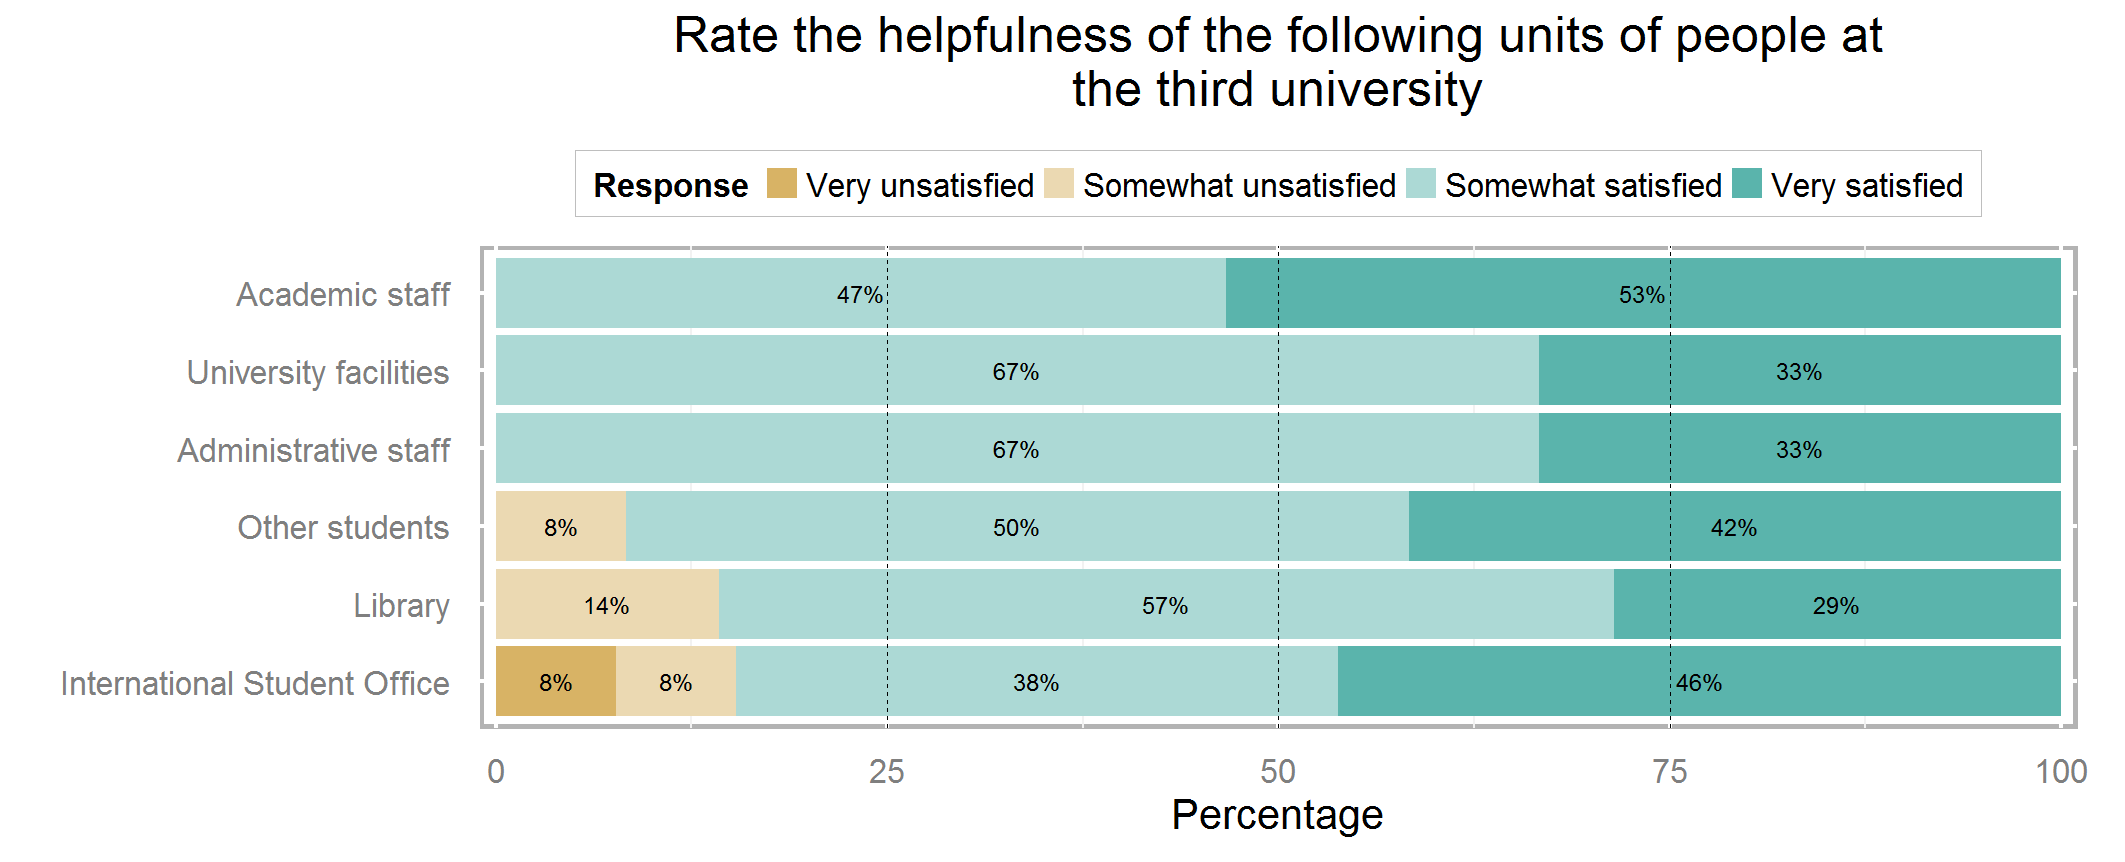 Rate the helpfulness of the following units of people at
the third university
Response Very unsatisfied Somewhat unsatisfied Somewhat satisfied Very satisfied
Academic staff 47% 53%
University facilities 67% 33%
Administrative staff 67% 33%
Other students 8% 50% 42%
Library 14% 57% 29%
International Student Office 8% 8% 38% 46%
0 25 50 75 100
Percentage